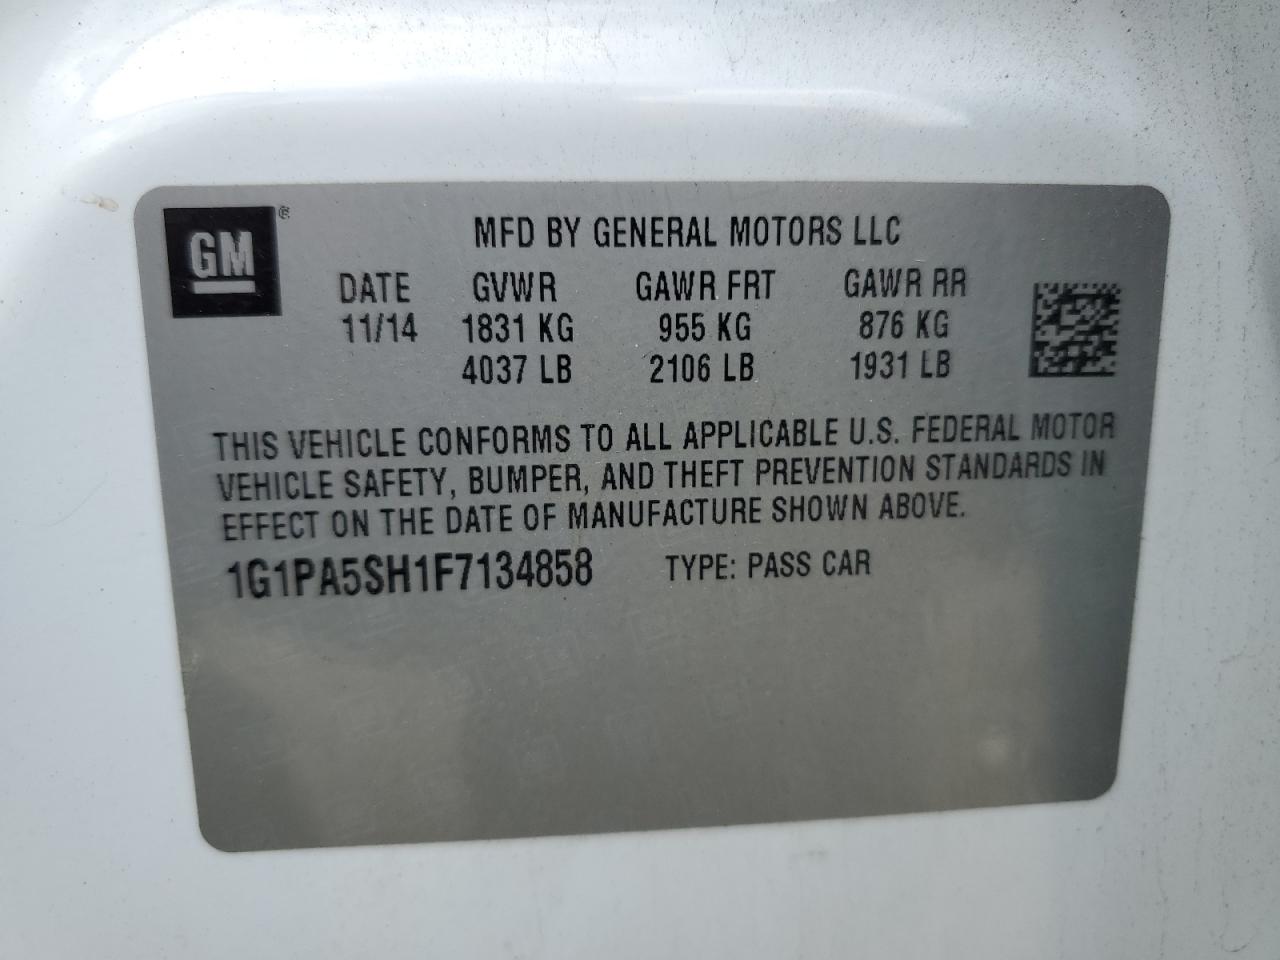 GM ®
MFD BY GENERAL MOTORS LLC
DATE GVWR GAWR FRT GAWR RR
11/14 1831 KG 955 KG 876 KG
4037 LB 2106 LB 1931 LB
THIS VEHICLE CONFORMS TO ALL APPLICABLE U.S. FEDERAL MOTOR
VEHICLE SAFETY, BUMPER, AND THEFT PREVENTION STANDARDS IN
EFFECT ON THE DATE OF MANUFACTURE SHOWN ABOVE.
1G1PA5SH1F7134858 TYPE: PASS CAR